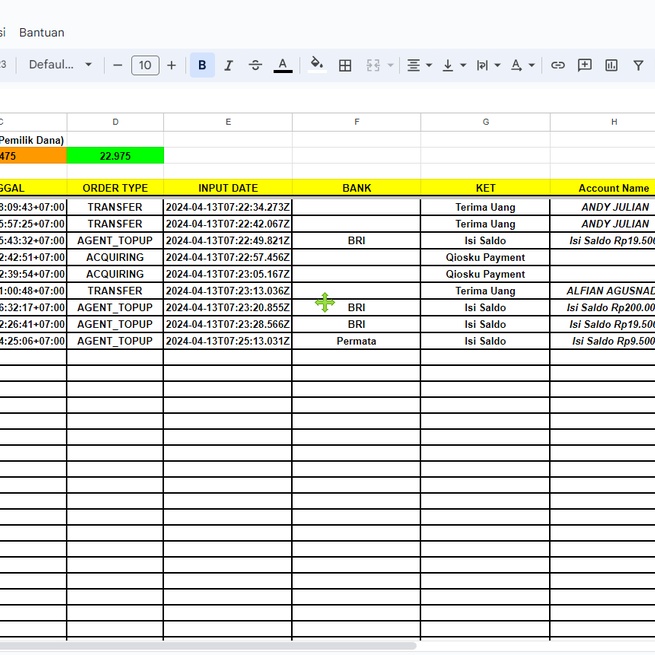 Bantuan
Defaul... 10 B I S A
D E F G H
Pemilik Dana)
475 22.975
GGAL ORDER TYPE INPUT DATE BANK KET Account Name
8:09:43+07:00 TRANSFER 2024-04-13T07:22:34.273Z Terima Uang ANDY JULIAN
5:57:25+07:00 TRANSFER 2024-04-13T07:22:42.067Z Terima Uang ANDY JULIAN
5:43:32+07:00 AGENT_TOPUP 2024-04-13T07:22:49.821Z BRI Isi Saldo Isi Saldo Rp19.500
2:42:51+07:00 ACQUIRING 2024-04-13T07:22:57.456Z Qiosku Payment
2:39:54+07:00 ACQUIRING 2024-04-13T07:23:05.167Z Qiosku Payment
1:00:48+07:00 TRANSFER 2024-04-13T07:23:13.036Z Terima Uang ALFIAN AGUSNAD
6:32:17+07:00 AGENT_TOPUP 2024-04-13T07:23:20.855Z BRI Isi Saldo Isi Saldo Rp200.00
2:26:41+07:00 AGENT_TOPUP 2024-04-13T07:23:28.566Z BRI Isi Saldo Isi Saldo Rp19.500
4:25:06+07:00 AGENT_TOPUP 2024-04-13T07:25:13.031Z Permata Isi Saldo Isi Saldo Rp9.500